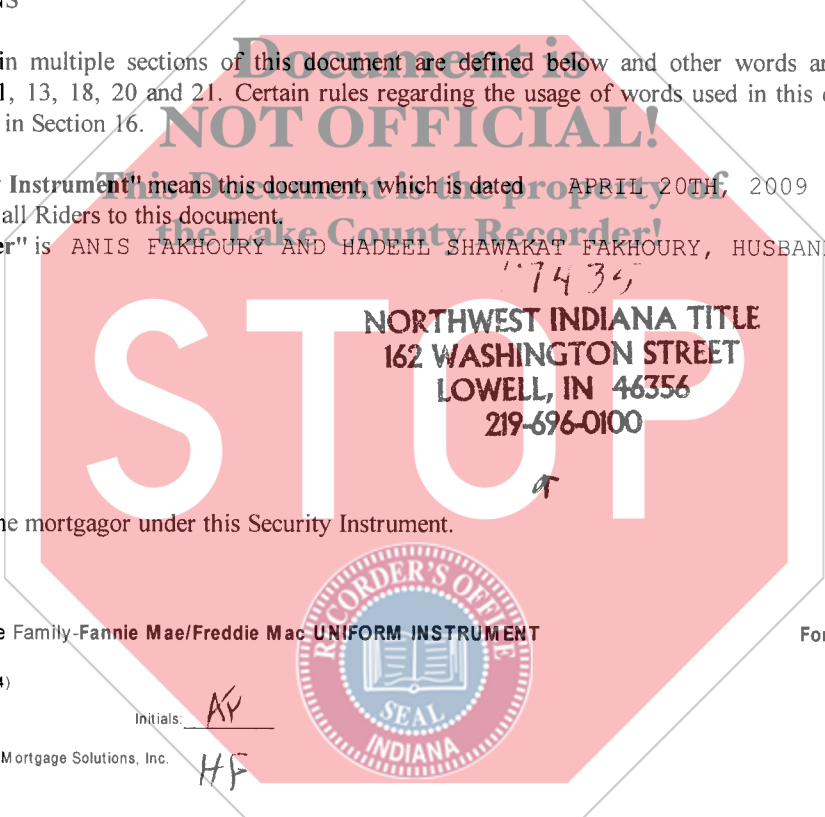 in multiple sections of this document are defined below and other words ar
1, 13, 18, 20 and 21. Certain rules regarding the usage of words used in this
in Section 16.
Document is
NOT OFFICIAL!
This Document is the property of
the Lake County Recorder!
Instrument" means this document, which is dated APRIL 20TH, 2009
all Riders to this document.
er" is ANIS FAKHOURY AND HADEEL SHAWAKAT FAKHOURY, HUSBAN
NORTHWEST INDIANA TITLE
162 WASHINGTON STREET
LOWELL, IN 46356
219-696-0100
STOP
he mortgagor under this Security Instrument.
RECORDER'S OFFICE
SEAL
INDIANA
e Family-Fannie Mae/Freddie Mac UNIFORM INSTRUMENT
For
4)
Initials:
Mortgage Solutions, Inc.
HF